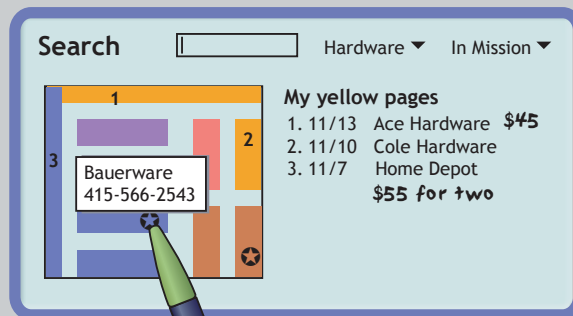 Search Hardware In Mission
My yellow pages
1. 11/13 Ace Hardware $45
2. 11/10 Cole Hardware
3. 11/7 Home Depot
$55 for two
1
2
3
Bauerware
415-566-2543